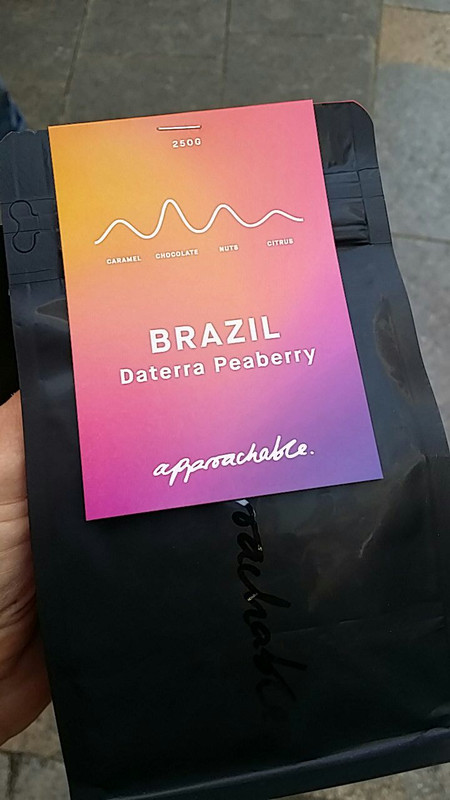 250G
CARAMEL CHOCOLATE NUTS CITRUS
BRAZIL
Daterra Peaberry
approachable.